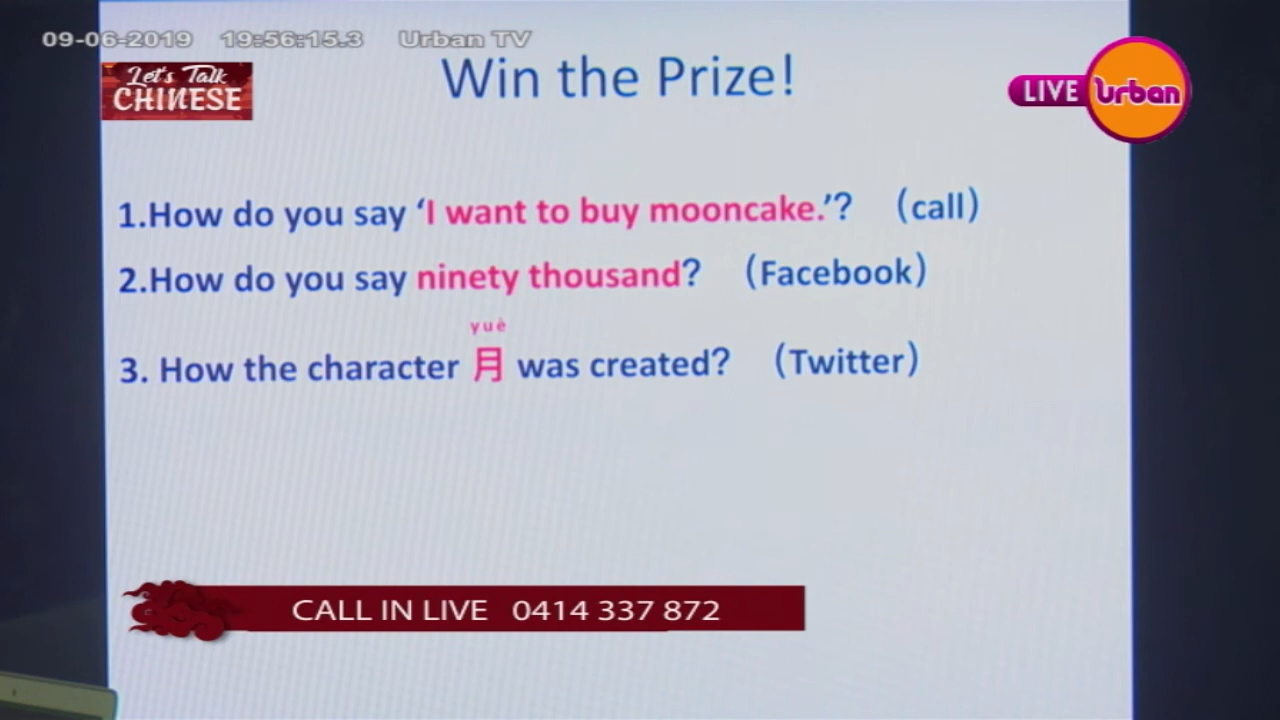 09-06-2019 19:56:15.3 Urban TV
Win the Prize!
Let's Talk
CHINESE
LIVE urban
1.How do you say ‘I want to buy mooncake.’? (call)
2.How do you say ninety thousand? (Facebook)
yuè
3. How the character 月 was created? (Twitter)
CALL IN LIVE 0414 337 872